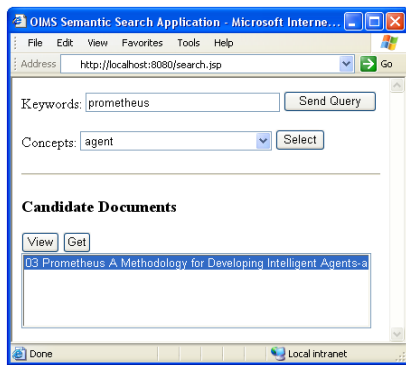 OIMS Semantic Search Application - Microsoft Interne...
File Edit View Favorites Tools Help
Address http://localhost:8080/search.jsp Go
Keywords: prometheus Send Query
Concepts: agent Select
Candidate Documents
View Get
03 Prometheus A Methodology for Developing Intelligent Agents-a
Done Local intranet